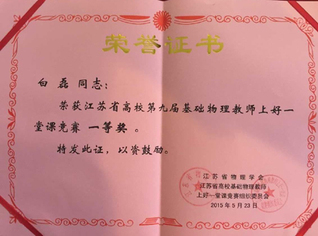 荣誉证书
白磊 同志：
荣获江苏省高校第九届基础物理教师上好一
堂课竞赛 一等奖 。
特发此证，以资鼓励。
江苏省物理学会
江苏省高校基础物理教师
上好一堂课竞赛组织委员会
2015年5月23日